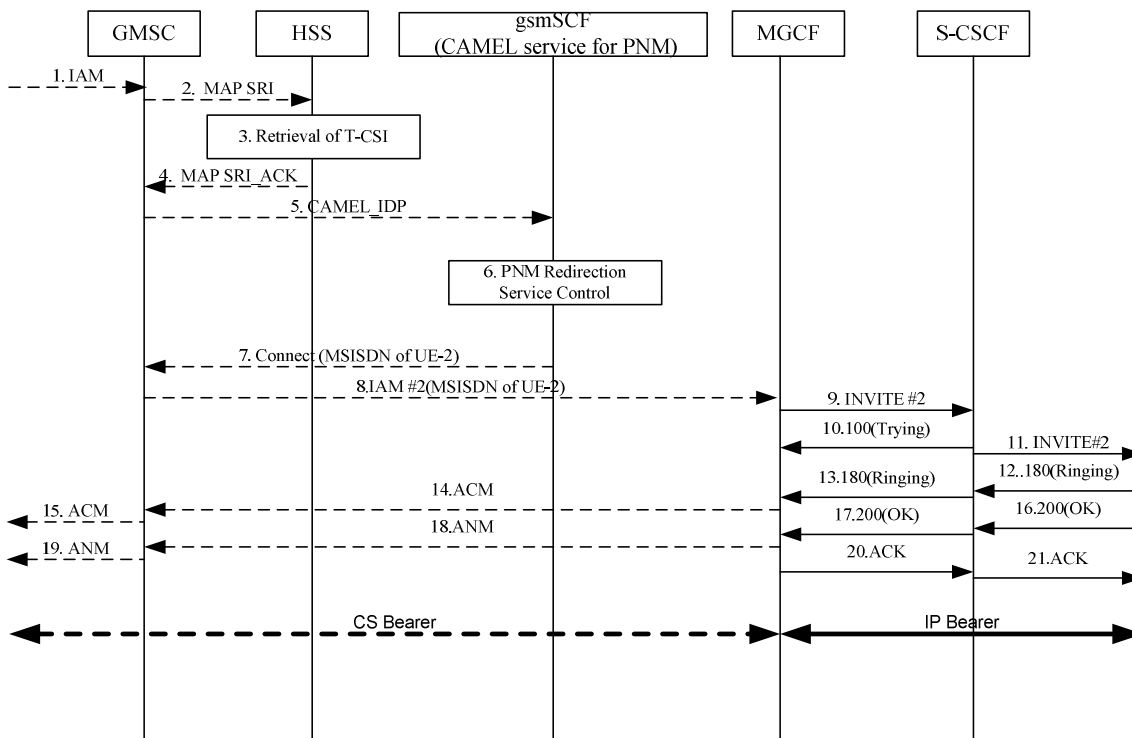 GMSC
HSS
gsmSCF
(CAMEL service for PNM)
MGCF
S-CSCF
1. IAM
2. MAP SRI
3. Retrieval of T-CSI
4. MAP SRI_ACK
5. CAMEL_IDP
6. PNM Redirection
Service Control
7. Connect (MSISDN of UE-2)
8.IAM #2(MSISDN of UE-2)
9. INVITE #2
10.100(Trying)
11. INVITE#2
12..180(Ringing)
13.180(Ringing)
14.ACM
15. ACM
16.200(OK)
17.200(OK)
18.ANM
19. ANM
20.ACK
21.ACK
CS Bearer
IP Bearer